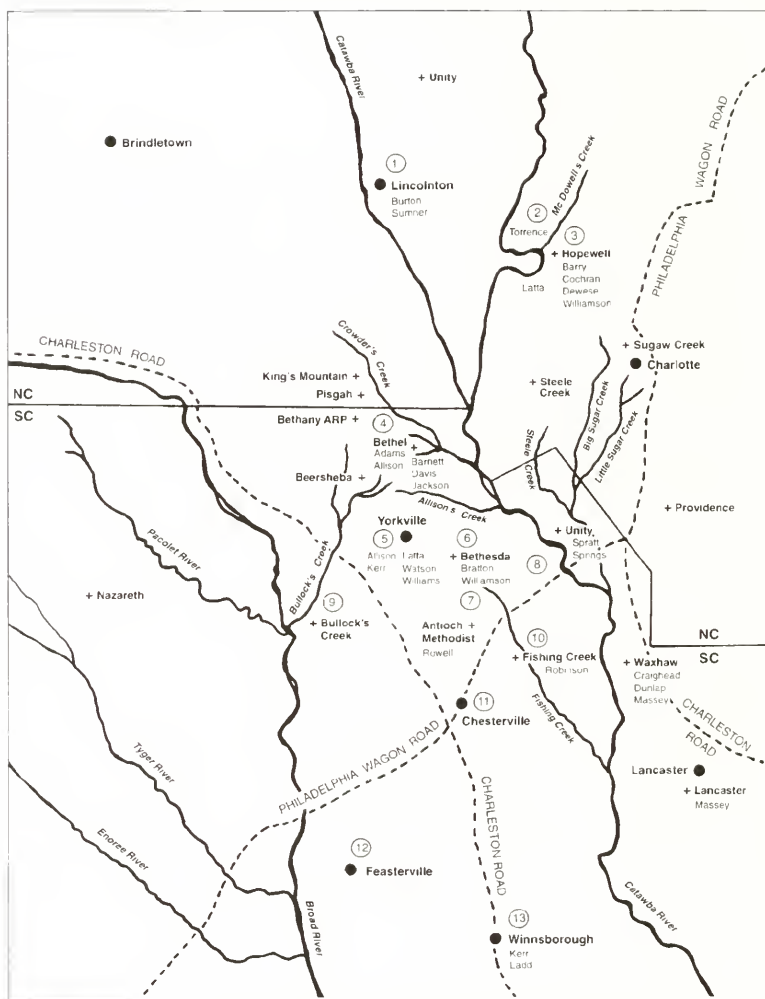 Catawba River
+ Unity
Brindletown
1
Lincolnton
Burton
Sumner
Mc Dowell's Creek
2
Torrence
3
+ Hopewell
Barry
Cochran
Dewese
Williamson
Latta
PHILADELPHIA WAGON ROAD
CHARLESTON ROAD
Crowder's Creek
+ Sugaw Creek
Charlotte
King's Mountain +
Pisgah +
+ Steele
Creek
NC
SC
Bethany ARP +
4
Bethel +
Adams
Allison
Barnett
Davis
Jackson
Big Sugar Creek
Little Sugar Creek
Steele Creek
Beersheba +
Allison's Creek
+ Providence
Pacolet River
Bullock's Creek
Yorkville
5
Allison
Kerr
Latta
Watson
Williams
6
+ Bethesda
Bratton
Williamson
+ Unity
Spratt
Springs
8
+ Nazareth
9
+ Bullock's
Creek
7
Antioch +
Methodist
Rowell
10
+ Fishing Creek
Robinson
NC
SC
+ Waxhaw
Craighead
Dunlap
Massey
CHARLESTON
ROAD
11
Chesterville
Fishing Creek
Tyger River
PHILADELPHIA WAGON ROAD
Lancaster
+ Lancaster
Massey
CHARLESTON ROAD
Enoree River
12
Feasterville
Broad River
Catawba River
13
Winnsborough
Kerr
Ladd